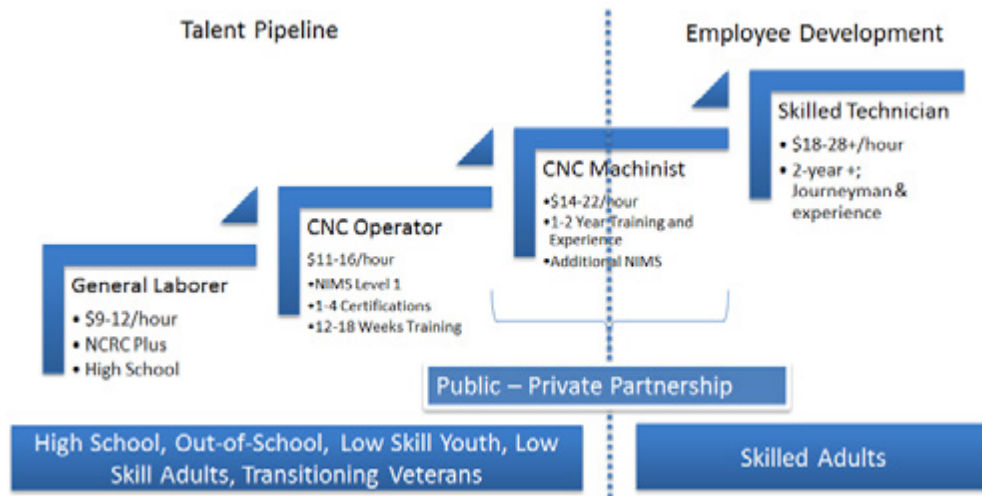 Talent Pipeline
Employee Development
General Laborer
• $9-12/hour
• NCRC Plus
• High School
CNC Operator
$11-16/hour
•NIMS Level 1
•1-4 Certifications
•12-18 Weeks Training
CNC Machinist
•$14-22/hour
•1-2 Year Training and
Experience
•Additional NIMS
Skilled Technician
• $18-28+/hour
• 2-year +;
Journeyman &
experience
Public – Private Partnership
High School, Out-of-School, Low Skill Youth, Low
Skill Adults, Transitioning Veterans
Skilled Adults